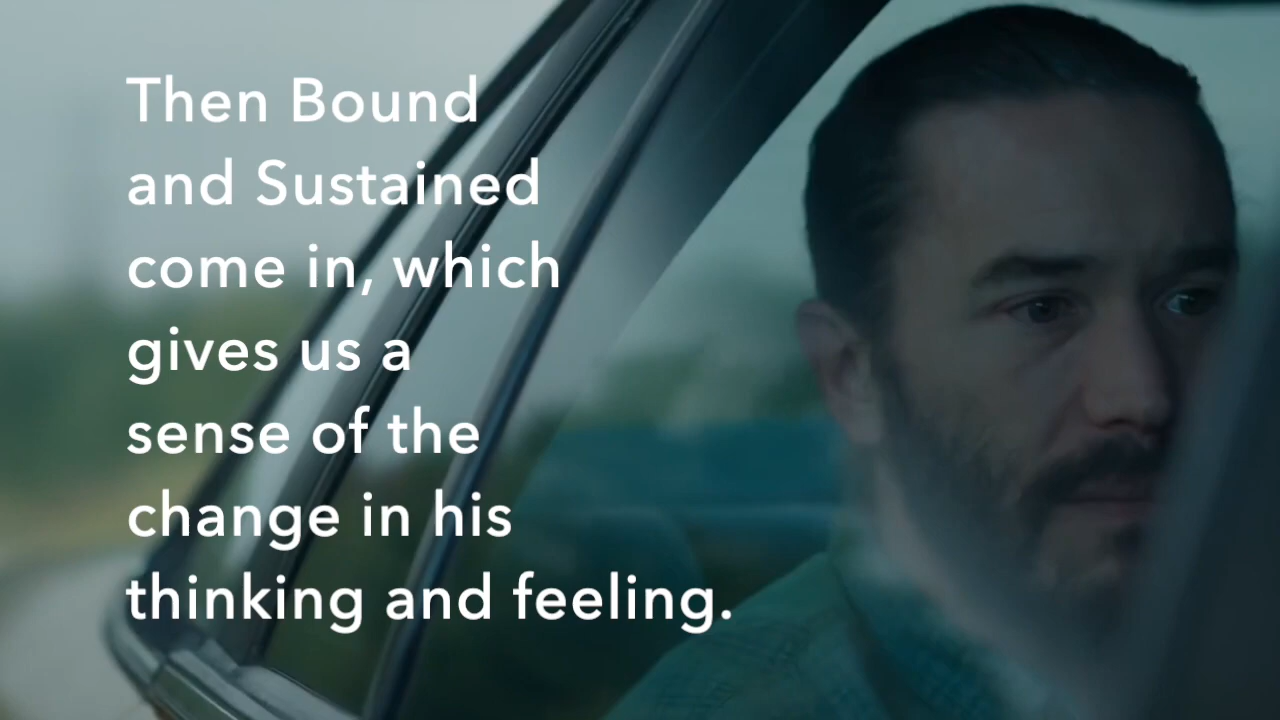 Then Bound
and Sustained
come in, which
gives us a
sense of the
change in his
thinking and feeling.